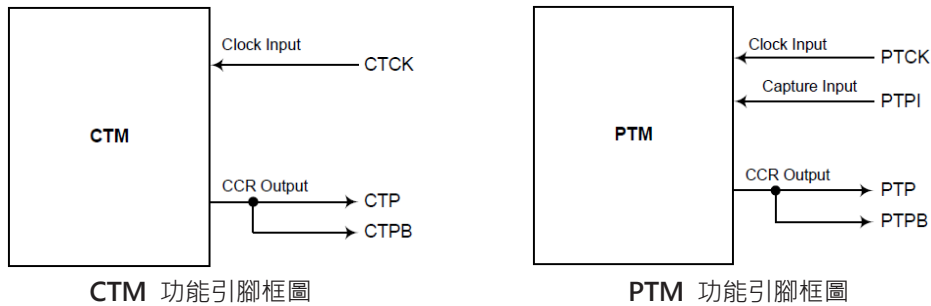 CTM
Clock Input
CTCK
CCR Output
CTP
CTPB
CTM 功能引腳框圖
PTM
Clock Input
PTCK
Capture Input
PTPI
CCR Output
PTP
PTPB
PTM 功能引腳框圖